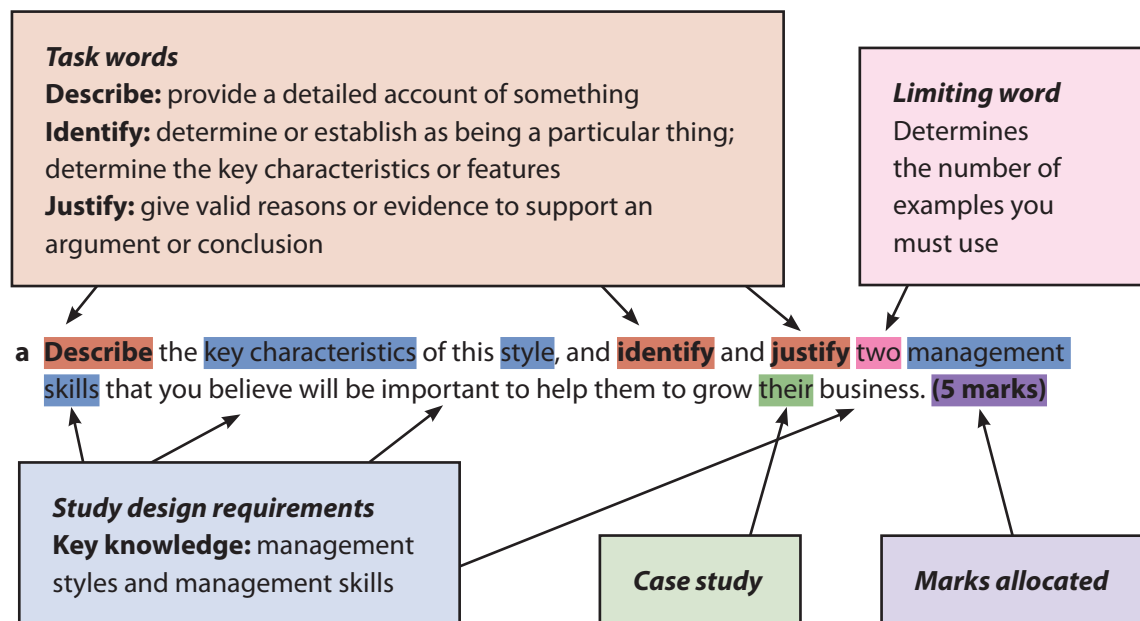 Task words
Describe: provide a detailed account of something
Identify: determine or establish as being a particular thing;
determine the key characteristics or features
Justify: give valid reasons or evidence to support an
argument or conclusion
Limiting word
Determines
the number of
examples you
must use
a Describe the key characteristics of this style, and identify and justify two management
skills that you believe will be important to help them to grow their business. (5 marks)
Study design requirements
Key knowledge: management
styles and management skills
Case study
Marks allocated